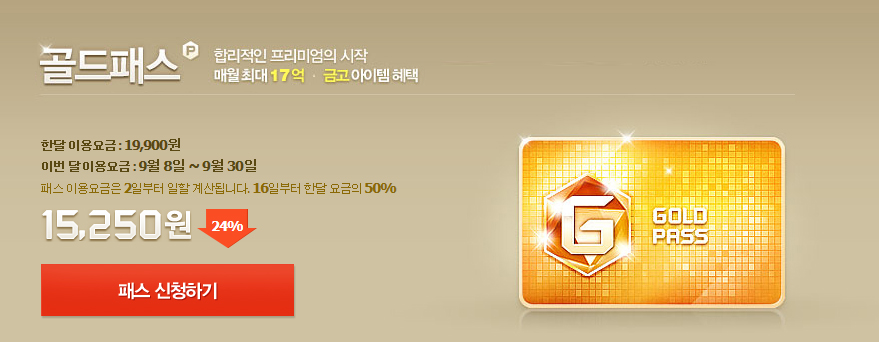 골드패스 P
합리적인 프리미엄의 시작
매월 최대 17억 · 금고 아이템 혜택
한달 이용요금 : 19,900원
이번 달 이용요금 : 9월 8일 ~ 9월 30일
패스 이용요금은 2일부터 일할 계산됩니다. 16일부터 한달 요금의 50%
15,250원 24%
패스 신청하기
G
GOLD
PASS